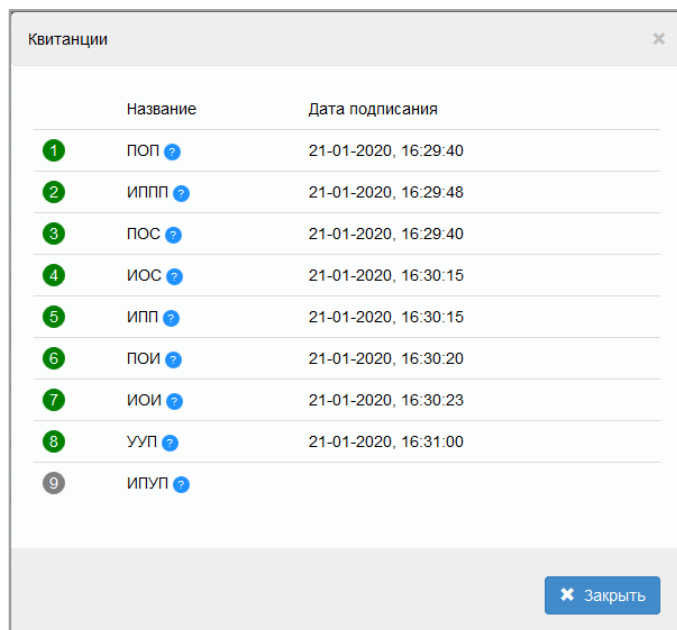 Квитанции ×
Название Дата подписания
1 ПОП ? 21-01-2020, 16:29:40
2 ИППП ? 21-01-2020, 16:29:48
3 ПОС ? 21-01-2020, 16:29:40
4 ИОС ? 21-01-2020, 16:30:15
5 ИПП ? 21-01-2020, 16:30:15
6 ПОИ ? 21-01-2020, 16:30:20
7 ИОИ ? 21-01-2020, 16:30:23
8 УУП ? 21-01-2020, 16:31:00
9 ИПУП ?
✖ Закрыть